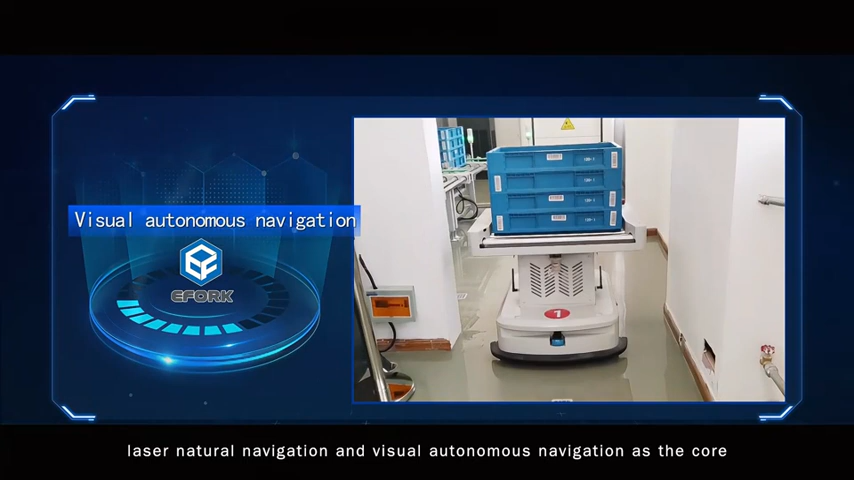 Visual autonomous navigation
EFORK
1
laser natural navigation and visual autonomous navigation as the core